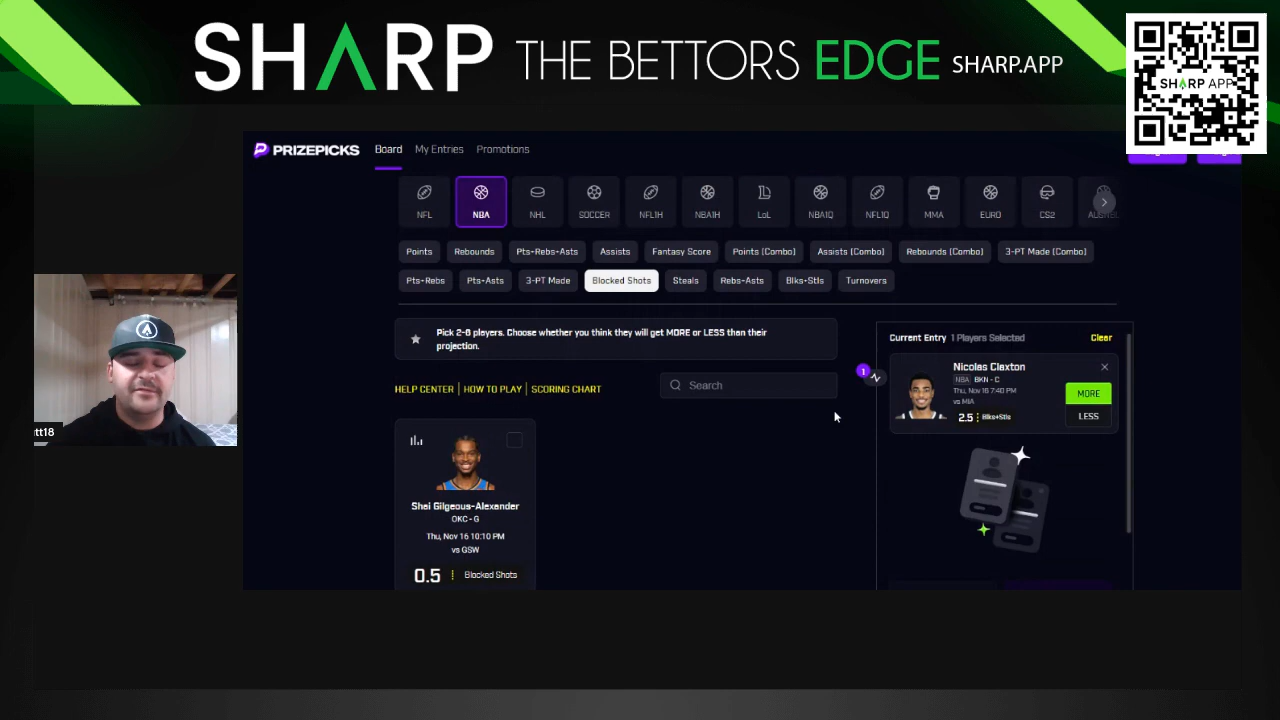 SHARP THE BETTORS EDGE SHARP.APP
SHARP APP
PRIZEPICKS Board My Entries Promotions
NFL NBA NHL SOCCER NFL1H NBA1H LoL NBA1Q NFL1Q MMA EURO CS2
Points Rebounds Pts-Rebs-Asts Assists Fantasy Score Points (Combo) Assists (Combo) Rebounds (Combo) 3-PT Made (Combo)
Pts-Rebs Pts-Asts 3-PT Made Blocked Shots Steals Rebs-Asts Blks-Stls Turnovers
Pick 2-6 players. Choose whether you think they will get MORE or LESS than their
projection.
HELP CENTER | HOW TO PLAY | SCORING CHART
Search
Shai Gilgeous-Alexander
OKC - G
Thu, Nov 16 10:10 PM
vs GSW
0.5 Blocked Shots
Current Entry 1 Players Selected Clear
1
Nicolas Claxton
NBA BKN - C
Thu, Nov 16 7:40 PM
vs MIA
2.5 Blks+Stls
MORE
LESS
tt18